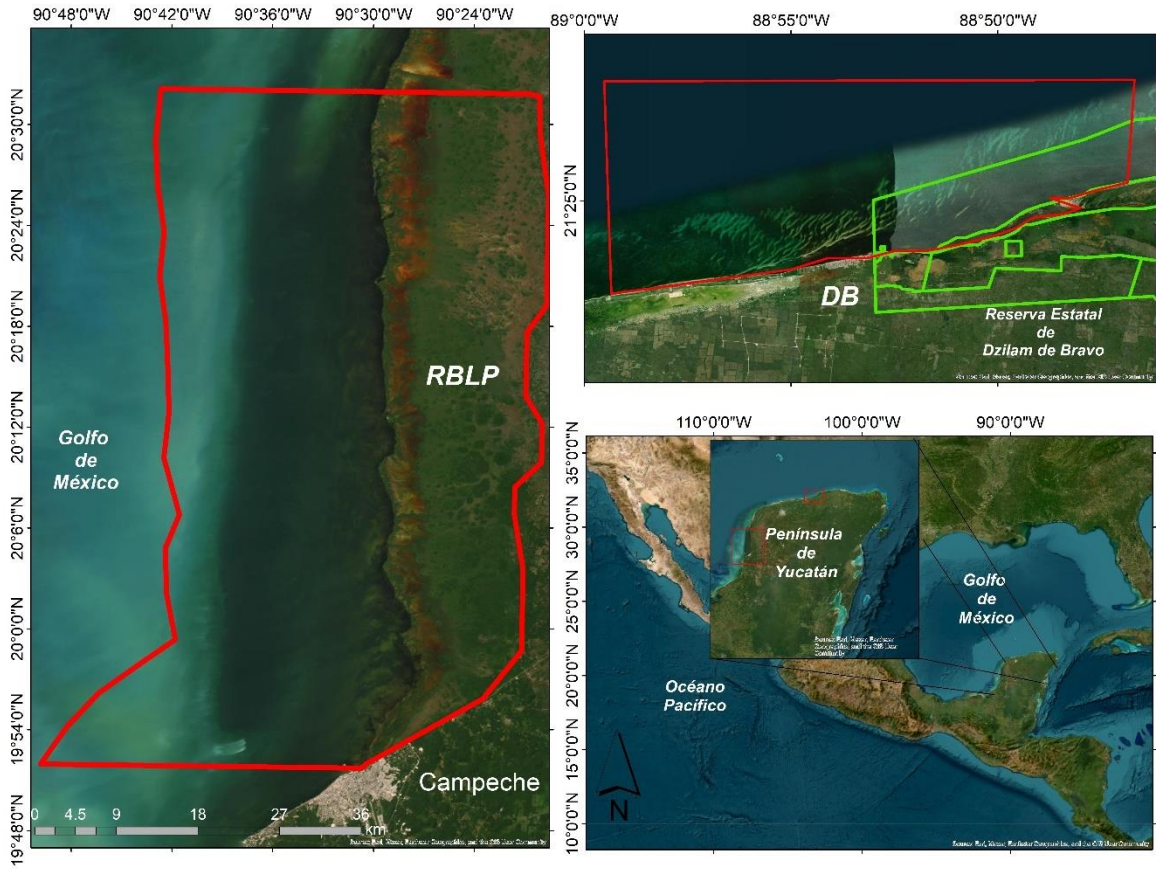 90°48'0"W 90°42'0"W 90°36'0"W 90°30'0"W 90°24'0"W
20°30'0"N
20°24'0"N
20°18'0"N
20°12'0"N
20°6'0"N
20°0'0"N
19°54'0"N
19°48'0"N
RBLP
Golfo
de
México
Campeche
0 4.5 9 18 27 36
km
89°0'0"W 88°55'0"W 88°50'0"W
21°25'0"N
DB
Reserva Estatal
de
Dzilam de Bravo
110°0'0"W 100°0'0"W 90°0'0"W
35°0'0"N
30°0'0"N
25°0'0"N
20°0'0"N
15°0'0"N
10°0'0"N
Península
de
Yucatán
Golfo
de
México
Océano
Pacífico
N